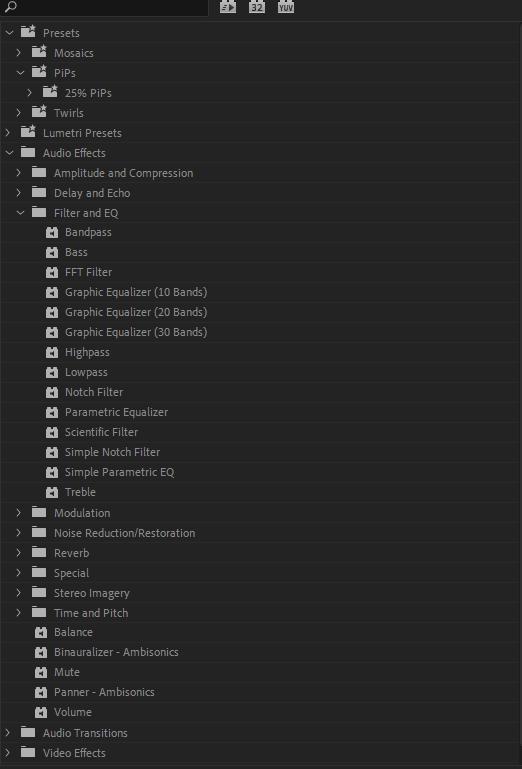 32
YUV
Presets
Mosaics
PiPs
25% PiPs
Twirls
Lumetri Presets
Audio Effects
Amplitude and Compression
Delay and Echo
Filter and EQ
Bandpass
Bass
FFT Filter
Graphic Equalizer (10 Bands)
Graphic Equalizer (20 Bands)
Graphic Equalizer (30 Bands)
Highpass
Lowpass
Notch Filter
Parametric Equalizer
Scientific Filter
Simple Notch Filter
Simple Parametric EQ
Treble
Modulation
Noise Reduction/Restoration
Reverb
Special
Stereo Imagery
Time and Pitch
Balance
Binauralizer - Ambisonics
Mute
Panner - Ambisonics
Volume
Audio Transitions
Video Effects